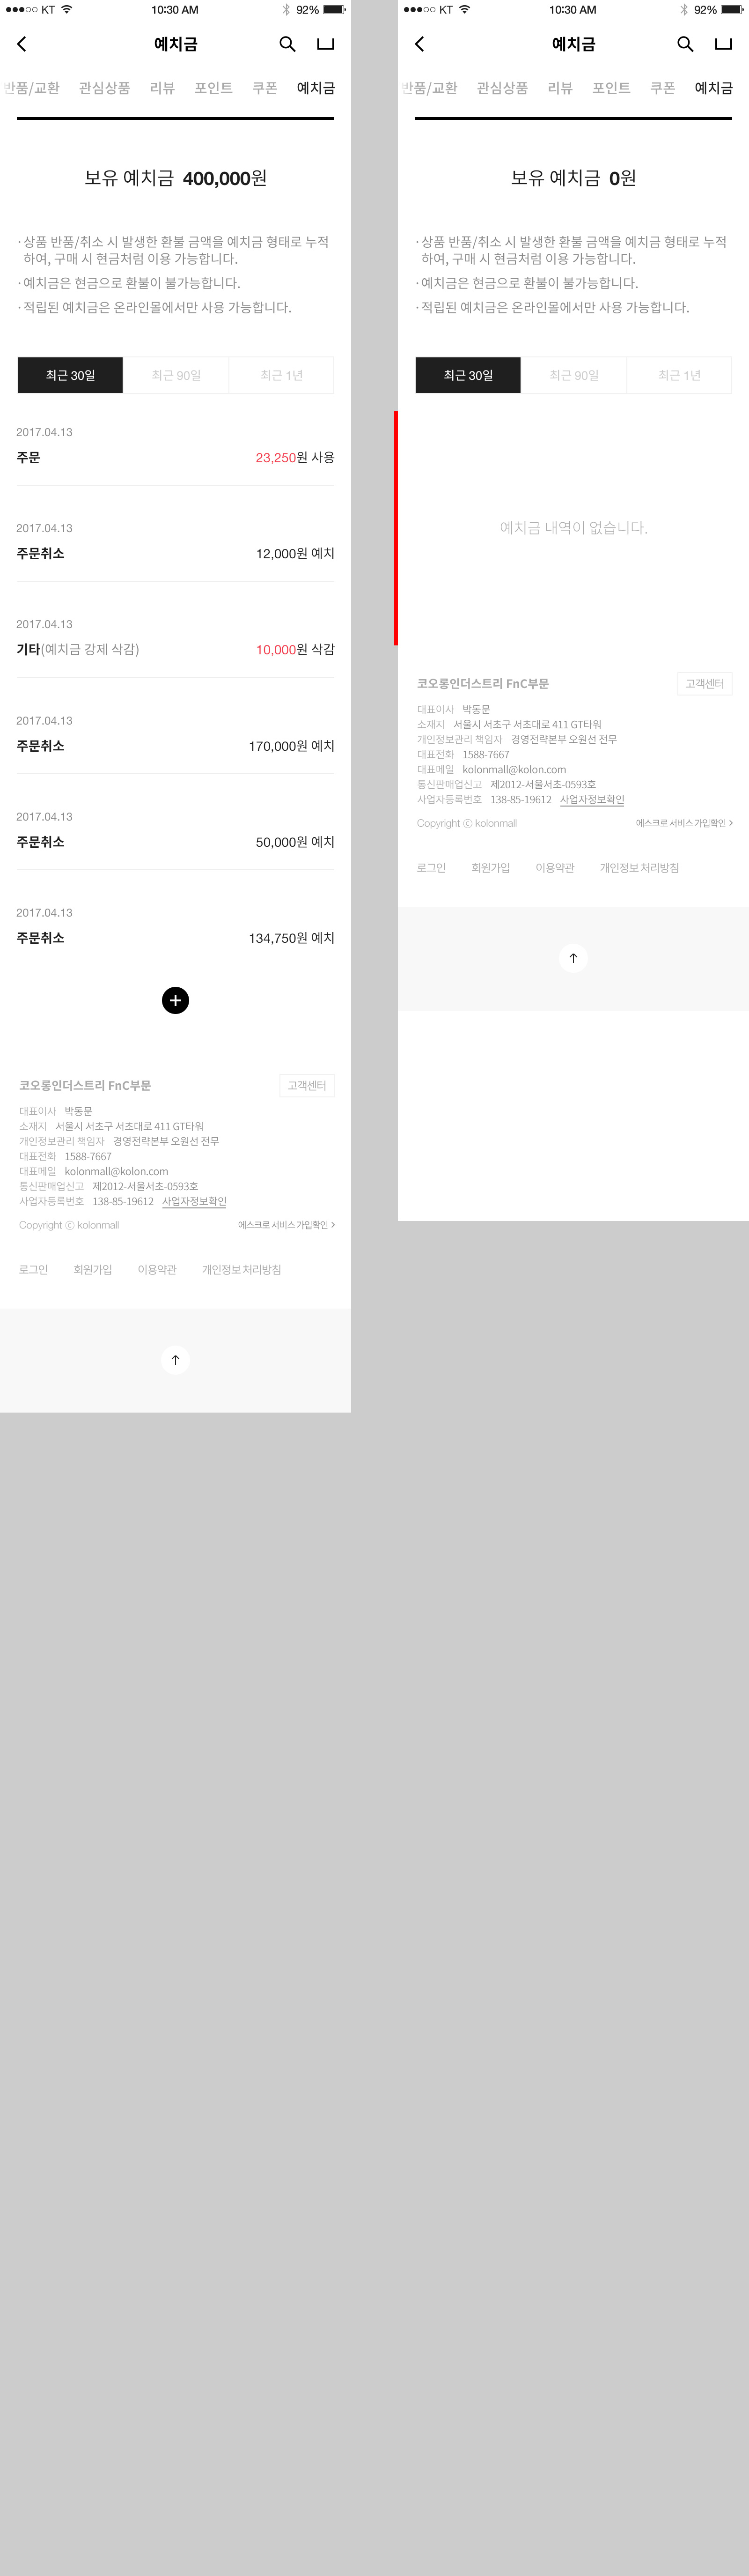 KT 10:30 AM 92%
예치금
반품/교환 관심상품 리뷰 포인트 쿠폰 예치금
보유 예치금 400,000원
· 상품 반품/취소 시 발생한 환불 금액을 예치금 형태로 누적
하여, 구매 시 현금처럼 이용 가능합니다.
· 예치금은 현금으로 환불이 불가능합니다.
· 적립된 예치금은 온라인몰에서만 사용 가능합니다.
최근 30일 최근 90일 최근 1년
2017.04.13
주문 23,250원 사용
2017.04.13
주문취소 12,000원 예치
2017.04.13
기타(예치금 강제 삭감) 10,000원 삭감
2017.04.13
주문취소 170,000원 예치
2017.04.13
주문취소 50,000원 예치
2017.04.13
주문취소 134,750원 예치
코오롱인더스트리 FnC부문 고객센터
대표이사 박동문
소재지 서울시 서초구 서초대로 411 GT타워
개인정보관리 책임자 경영전략본부 오원선 전무
대표전화 1588-7667
대표메일 kolonmall@kolon.com
통신판매업신고 제2012-서울서초-0593호
사업자등록번호 138-85-19612 사업자정보확인
Copyright ⓒ kolonmall 에스크로 서비스 가입확인 >
로그인 회원가입 이용약관 개인정보 처리방침
KT 10:30 AM 92%
예치금
반품/교환 관심상품 리뷰 포인트 쿠폰 예치금
보유 예치금 0원
· 상품 반품/취소 시 발생한 환불 금액을 예치금 형태로 누적
하여, 구매 시 현금처럼 이용 가능합니다.
· 예치금은 현금으로 환불이 불가능합니다.
· 적립된 예치금은 온라인몰에서만 사용 가능합니다.
최근 30일 최근 90일 최근 1년
예치금 내역이 없습니다.
코오롱인더스트리 FnC부문 고객센터
대표이사 박동문
소재지 서울시 서초구 서초대로 411 GT타워
개인정보관리 책임자 경영전략본부 오원선 전무
대표전화 1588-7667
대표메일 kolonmall@kolon.com
통신판매업신고 제2012-서울서초-0593호
사업자등록번호 138-85-19612 사업자정보확인
Copyright ⓒ kolonmall 에스크로 서비스 가입확인 >
로그인 회원가입 이용약관 개인정보 처리방침